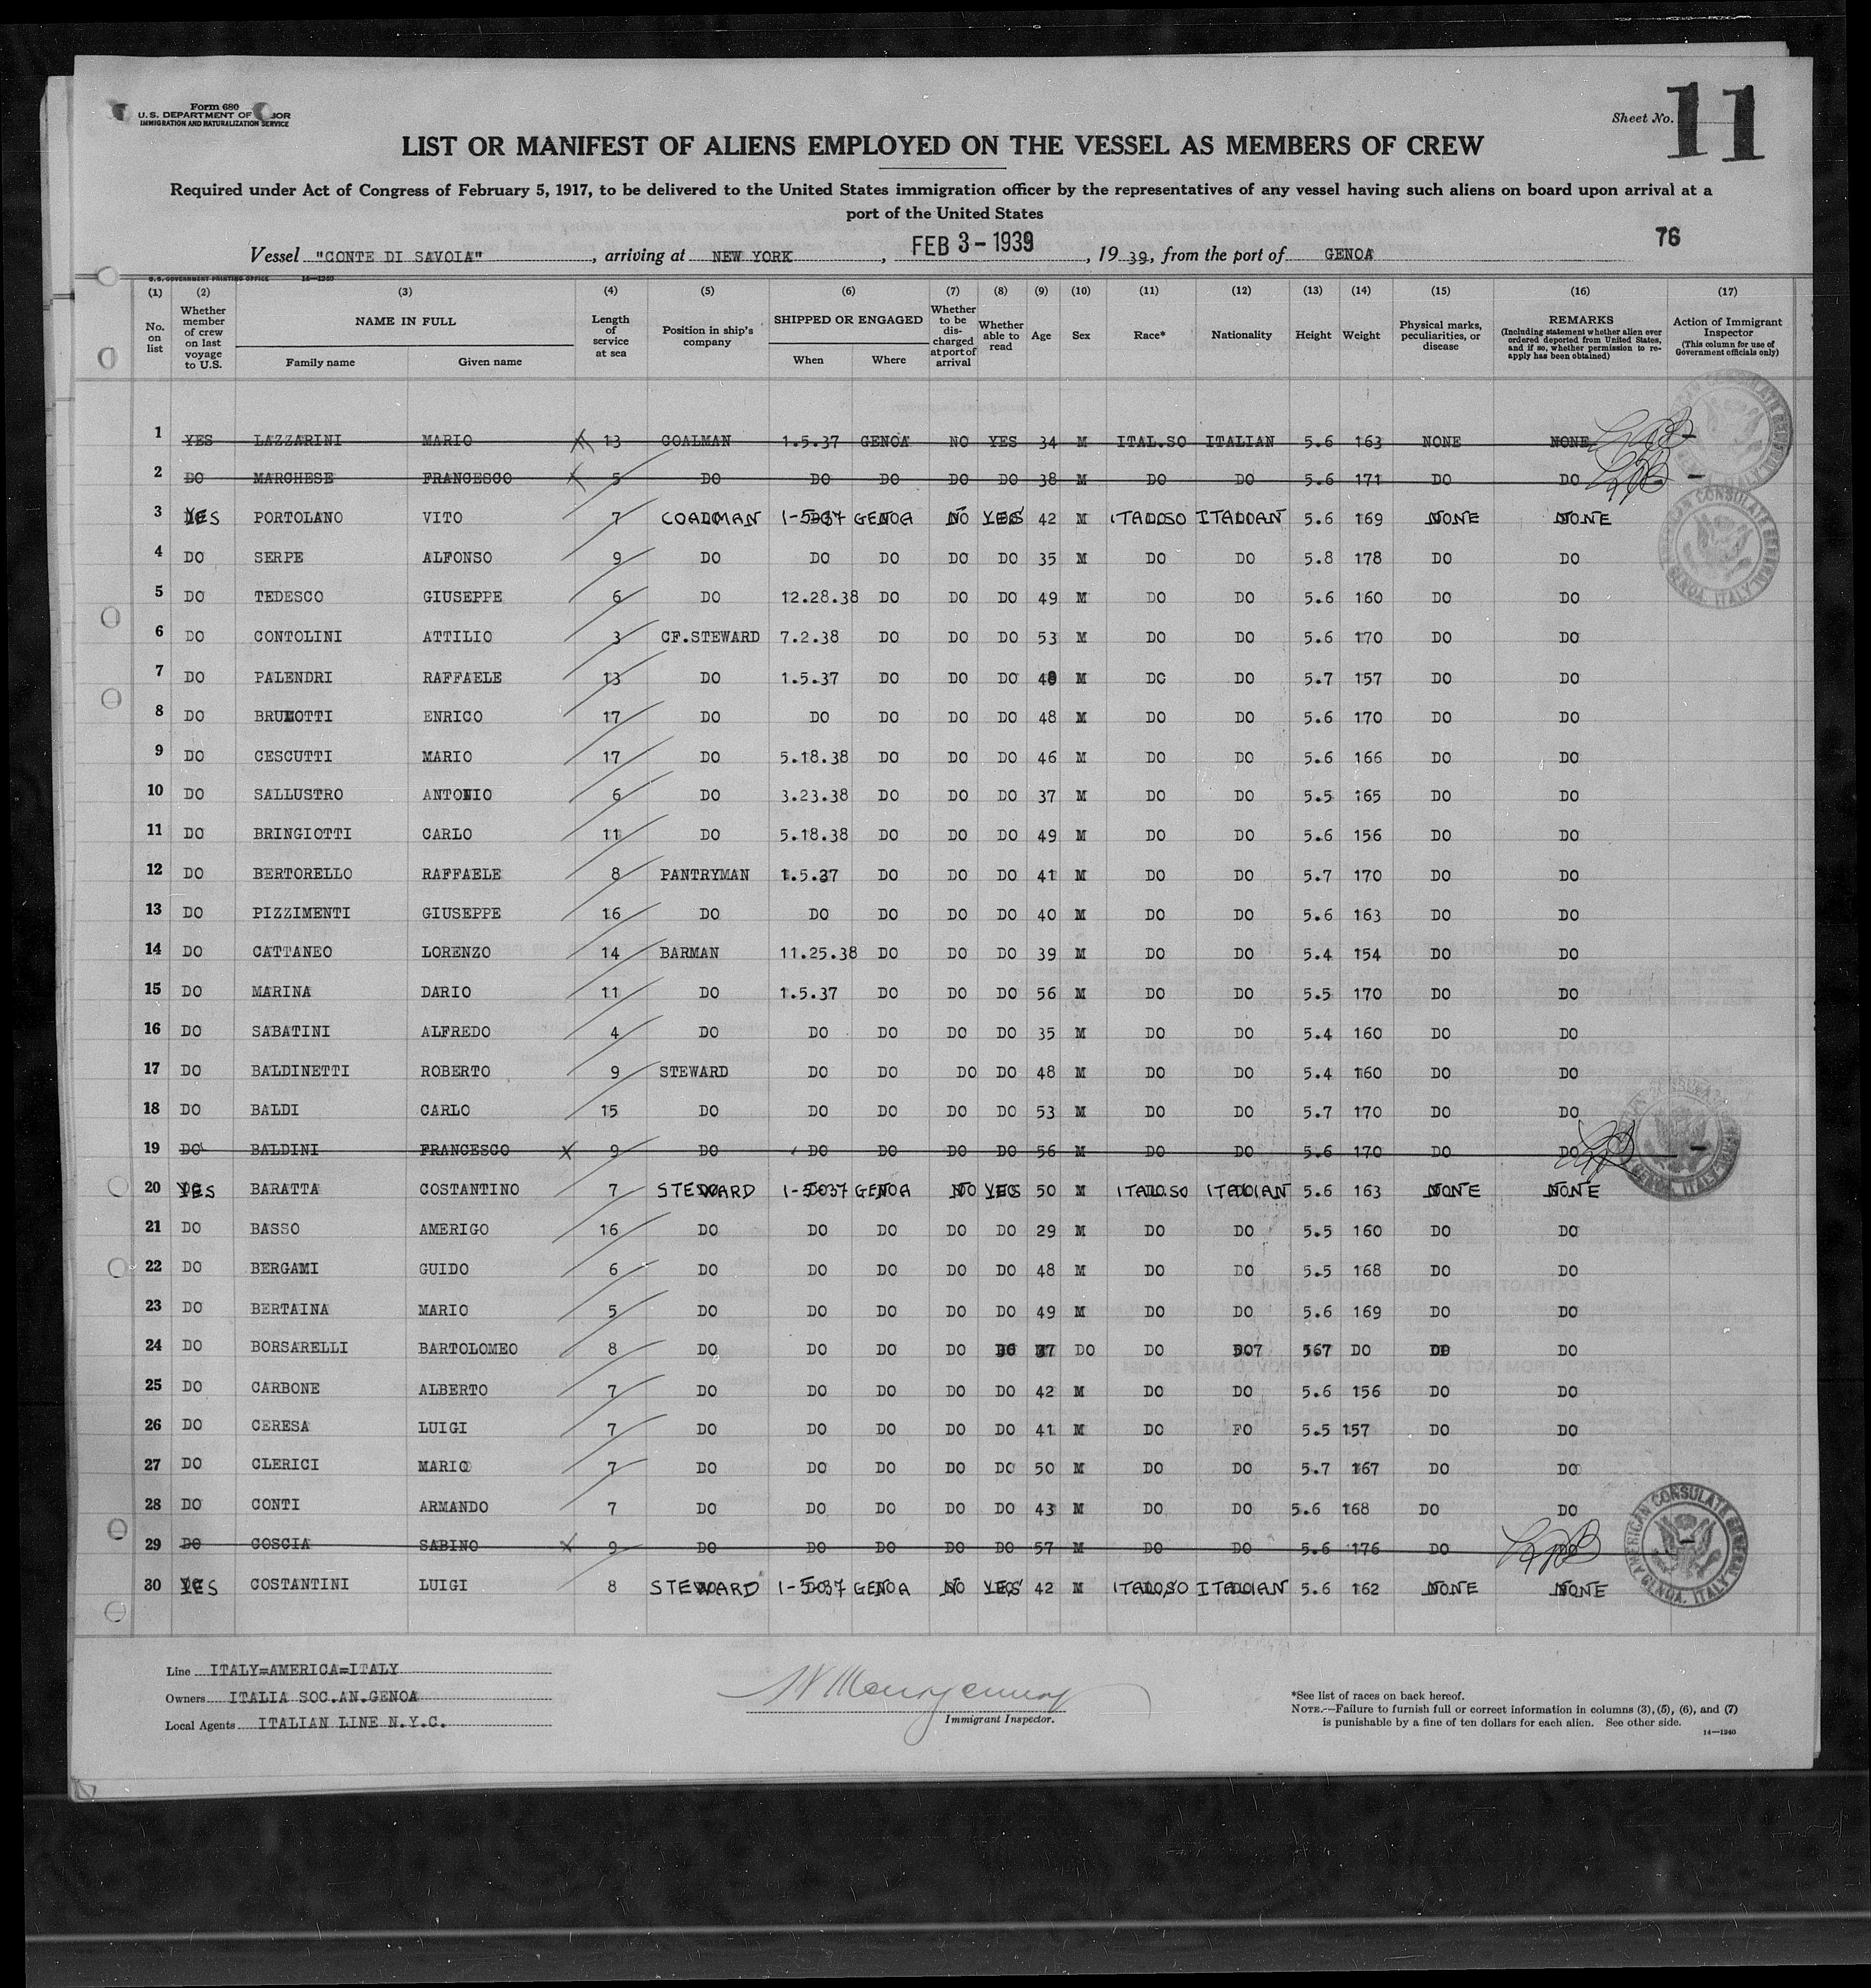 Form 680
U.S. DEPARTMENT OF
IMMIGRATION AND NATURALIZATION SERVICE
Sheet No. 11
LIST OR MANIFEST OF ALIENS EMPLOYED ON THE VESSEL AS MEMBERS OF CREW
Required under Act of Congress of February 5, 1917, to be delivered to the United States immigration officer by the representatives of any vessel having such aliens on board upon arrival at a
port of the United States
76
Vessel "CONTE DI SAVOIA", arriving at NEW YORK, FEB 3-1939, 1939, from the port of GENOA
U.S. GOVERNMENT PRINTING OFFICE 14—1240
(1) (2) (3) (4) (5) (6) (7) (8) (9) (10) (11) (12) (13) (14) (15) (16) (17)
No. on list Whether member of crew on last voyage to U.S. NAME IN FULL Family name Given name Length of service at sea Position in ship's company SHIPPED OR ENGAGED When Where Whether to be discharged at port of arrival Whether able to read Age Sex Race* Nationality Height Weight Physical marks, peculiarities, or disease REMARKS (Including statement whether alien ever ordered deported from United States, and if so, whether permission to reapply has been obtained) Action of Immigrant Inspector (This column for use of Government officials only)
1 YES LAZZARINI MARIO 13 COALMAN 1.5.37 GENOA NO YES 34 M ITAL.SO ITALIAN 5.6 163 NONE NONE
2 DO MARCHESE FRANCESCO 5 DO DO DO DO DO 38 M DO DO 5.6 171 DO DO
3 YES PORTOLANO VITO 7 COALMAN 1-5-37 GENOA NO YES 42 M ITAL.SO ITALIAN 5.6 169 NONE NONE
4 DO SERPE ALFONSO 9 DO DO DO DO DO 35 M DO DO 5.8 178 DO DO
5 DO TEDESCO GIUSEPPE 6 DO 12.28.38 DO DO DO 49 M DO DO 5.6 160 DO DO
6 DO CONTOLINI ATTILIO 3 CF.STEWARD 7.2.38 DO DO DO 53 M DO DO 5.6 170 DO DO
7 DO PALENDRI RAFFAELE 13 DO 1.5.37 DO DO DO M DO DO 5.7 157 DO DO
8 DO BRUMOTTI ENRICO 17 DO DO DO DO DO 48 M DO DO 5.6 170 DO DO
9 DO CESCUTTI MARIO 17 DO 5.18.38 DO DO DO 46 M DO DO 5.6 166 DO DO
10 DO SALLUSTRO ANTONIO 6 DO 3.23.38 DO DO DO 37 M DO DO 5.5 165 DO DO
11 DO BRINGIOTTI CARLO 11 DO 5.18.38 DO DO DO 49 M DO DO 5.6 156 DO DO
12 DO BERTORELLO RAFFAELE 8 PANTRYMAN 1.5.37 DO DO DO 41 M DO DO 5.7 170 DO DO
13 DO PIZZIMENTI GIUSEPPE 16 DO DO DO DO DO 40 M DO DO 5.6 163 DO DO
14 DO CATTANEO LORENZO 14 BARMAN 11.25.38 DO DO DO 39 M DO DO 5.4 154 DO DO
15 DO MARINA DARIO 11 DO 1.5.37 DO DO DO 56 M DO DO 5.5 170 DO DO
16 DO SABATINI ALFREDO 4 DO DO DO DO DO 35 M DO DO 5.4 160 DO DO
17 DO BALDINETTI ROBERTO 9 STEWARD DO DO DO DO 48 M DO DO 5.4 160 DO DO
18 DO BALDI CARLO 15 DO DO DO DO DO 53 M DO DO 5.7 170 DO DO
19 DO BALDINI FRANCESCO 9 DO DO DO DO DO 56 M DO DO 5.6 170 DO DO
20 YES BARATTA COSTANTINO 7 STEWARD 1-5-37 GENOA NO YES 50 M ITAL.SO ITALIAN 5.6 163 NONE NONE
21 DO BASSO AMERIGO 16 DO DO DO DO DO 29 M DO DO 5.5 160 DO DO
22 DO BERGAMI GUIDO 6 DO DO DO DO DO 48 M DO DO 5.5 168 DO DO
23 DO BERTAINA MARIO 5 DO DO DO DO DO 49 M DO DO 5.6 169 DO DO
24 DO BORSARELLI BARTOLOMEO 8 DO DO DO DO DO DO DO 567 DO DO
25 DO CARBONE ALBERTO 7 DO DO DO DO DO 42 M DO DO 5.6 156 DO DO
26 DO CERESA LUIGI 7 DO DO DO DO DO 41 M DO FO 5.5 157 DO DO
27 DO CLERICI MARIO 7 DO DO DO DO DO 50 M DO DO 5.7 167 DO DO
28 DO CONTI ARMANDO 7 DO DO DO DO DO 43 M DO DO 5.6 168 DO DO
29 DO COSCIA SABINO 9 DO DO DO DO DO 57 M DO DO 5.6 176 DO DO
30 YES COSTANTINI LUIGI 8 STEWARD 1-5-37 GENOA NO YES 42 M ITAL.SO ITALIAN 5.6 162 NONE NONE
AMERICAN CONSULATE GENERAL GENOA, ITALY
Line ITALY=AMERICA=ITALY
Owners ITALIA SOC.AN.GENOA
Local Agents ITALIAN LINE N.Y.C.
Immigrant Inspector.
*See list of races on back hereof.
NOTE.—Failure to furnish full or correct information in columns (3), (5), (6), and (7)
is punishable by a fine of ten dollars for each alien. See other side.
14—1240